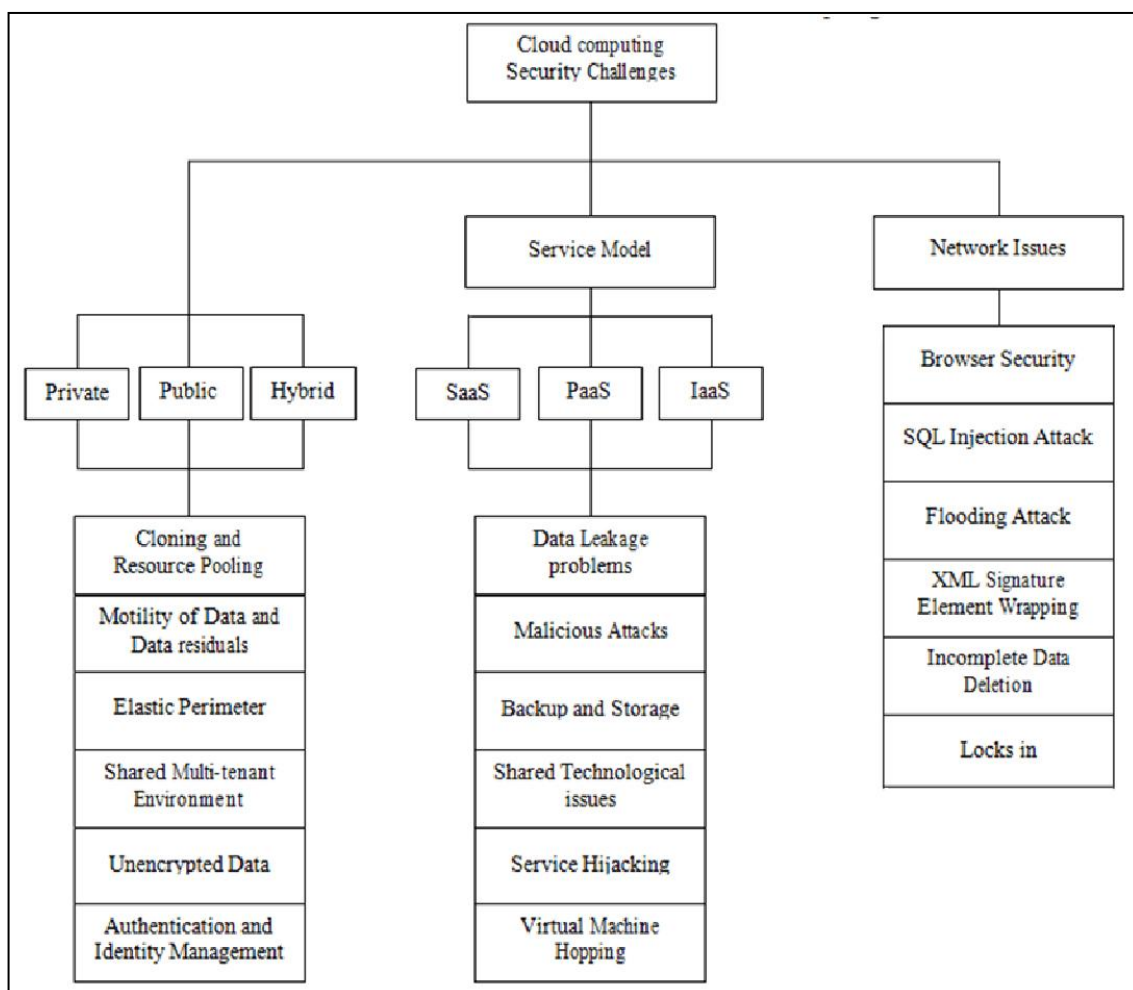 Cloud computing
Security Challenges
Service Model
Network Issues
Private
Public
Hybrid
SaaS
PaaS
IaaS
Cloning and
Resource Pooling
Motility of Data and
Data residuals
Elastic Perimeter
Shared Multi-tenant
Environment
Unencrypted Data
Authentication and
Identity Management
Data Leakage
problems
Malicious Attacks
Backup and Storage
Shared Technological
issues
Service Hijacking
Virtual Machine
Hopping
Browser Security
SQL Injection Attack
Flooding Attack
XML Signature
Element Wrapping
Incomplete Data
Deletion
Locks in